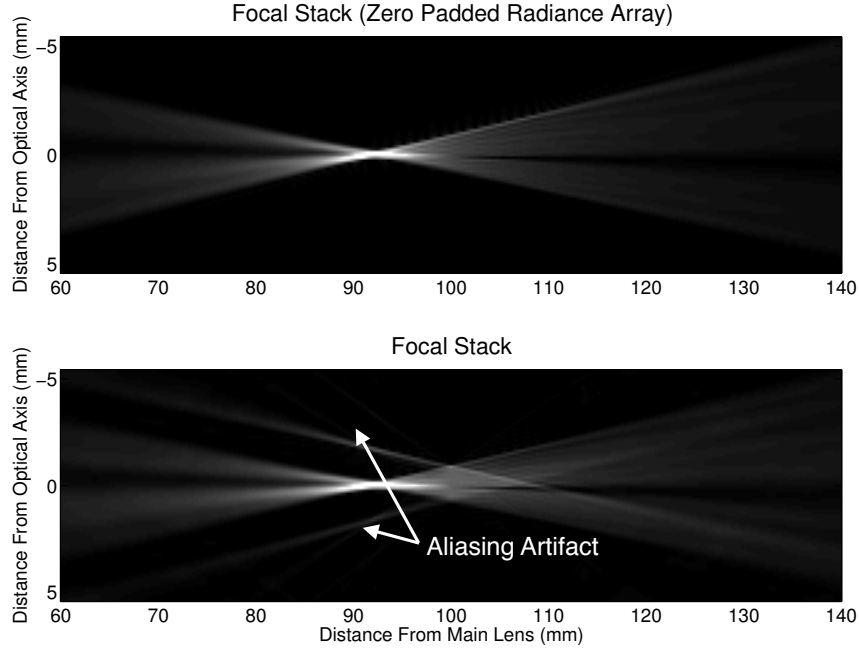 Focal Stack (Zero Padded Radiance Array)
Distance From Optical Axis (mm)
−5
0
5
60 70 80 90 100 110 120 130 140
Focal Stack
Distance From Optical Axis (mm)
−5
0
5
Aliasing Artifact
60 70 80 90 100 110 120 130 140
Distance From Main Lens (mm)